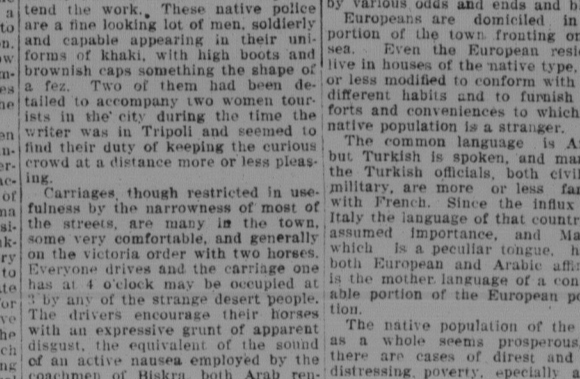 tend the work. These native police
are a fine looking lot of men, soldierly
and capable appearing in their uni-
forms of khaki, with high boots and
brownish caps something the shape of
a fez. Two of them had been de-
tailed to accompany two women tour-
ists in the city during the time the
writer was in Tripoli and seemed to
find their duty of keeping the curious
crowd at a distance more or less pleas-
ing.
Carriages, though restricted in use-
fulness by the narrowness of most of
the streets, are many in the town,
some very comfortable, and generally
on the victoria order with two horses.
Everyone drives and the carriage one
has at 4 o'clock may be occupied at
3 by any of the strange desert people.
The drivers encourage their horses
with an expressive grunt of apparent
disgust, the equivalent of the sound
of an active nausea employed by the
coachmen of Biskra, both Arab ren-
by various odds and ends and
Europeans are domiciled in
portion of the town fronting on
sea. Even the European resi
live in houses of the native type,
or less modified to conform with
different habits and to furnish
forts and conveniences to which
native population is a stranger.
The common language is A
but Turkish is spoken, and ma
the Turkish officials, both civil
military, are more or less fa
with French. Since the influx
Italy the language of that countr
assumed importance, and Ma
which is a peculiar tongue, h
both European and Arabic affi
is the mother language of a con
able portion of the European po
tion.
The native population of the
as a whole seems prosperous,
there are cases of direst and
distressing poverty, especially a